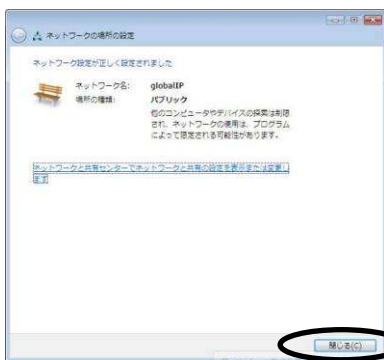 ネットワークの場所の設定
ネットワーク設定が正しく設定されました
ネットワーク名: globalIP
場所の種類: パブリック
他のコンピュータやデバイスの探索は制限
され、ネットワークの使用は、プログラム
によって限定される可能性があります。
ネットワークと共有センターでネットワークと共有の設定を表示または変更し
ます
閉じる(C)